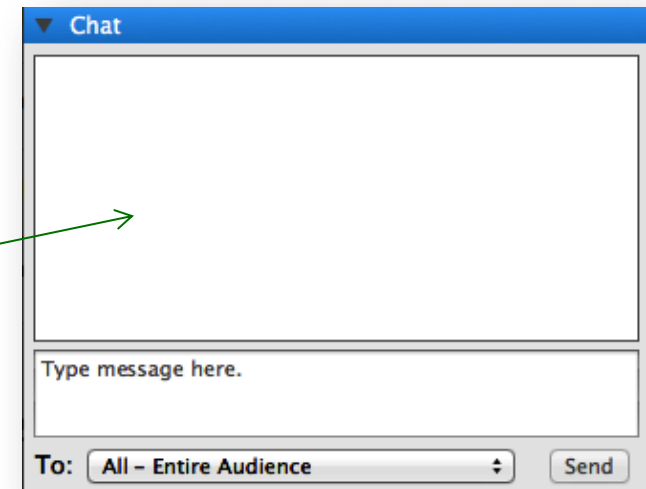 Chat
Type message here.
To: All – Entire Audience Send